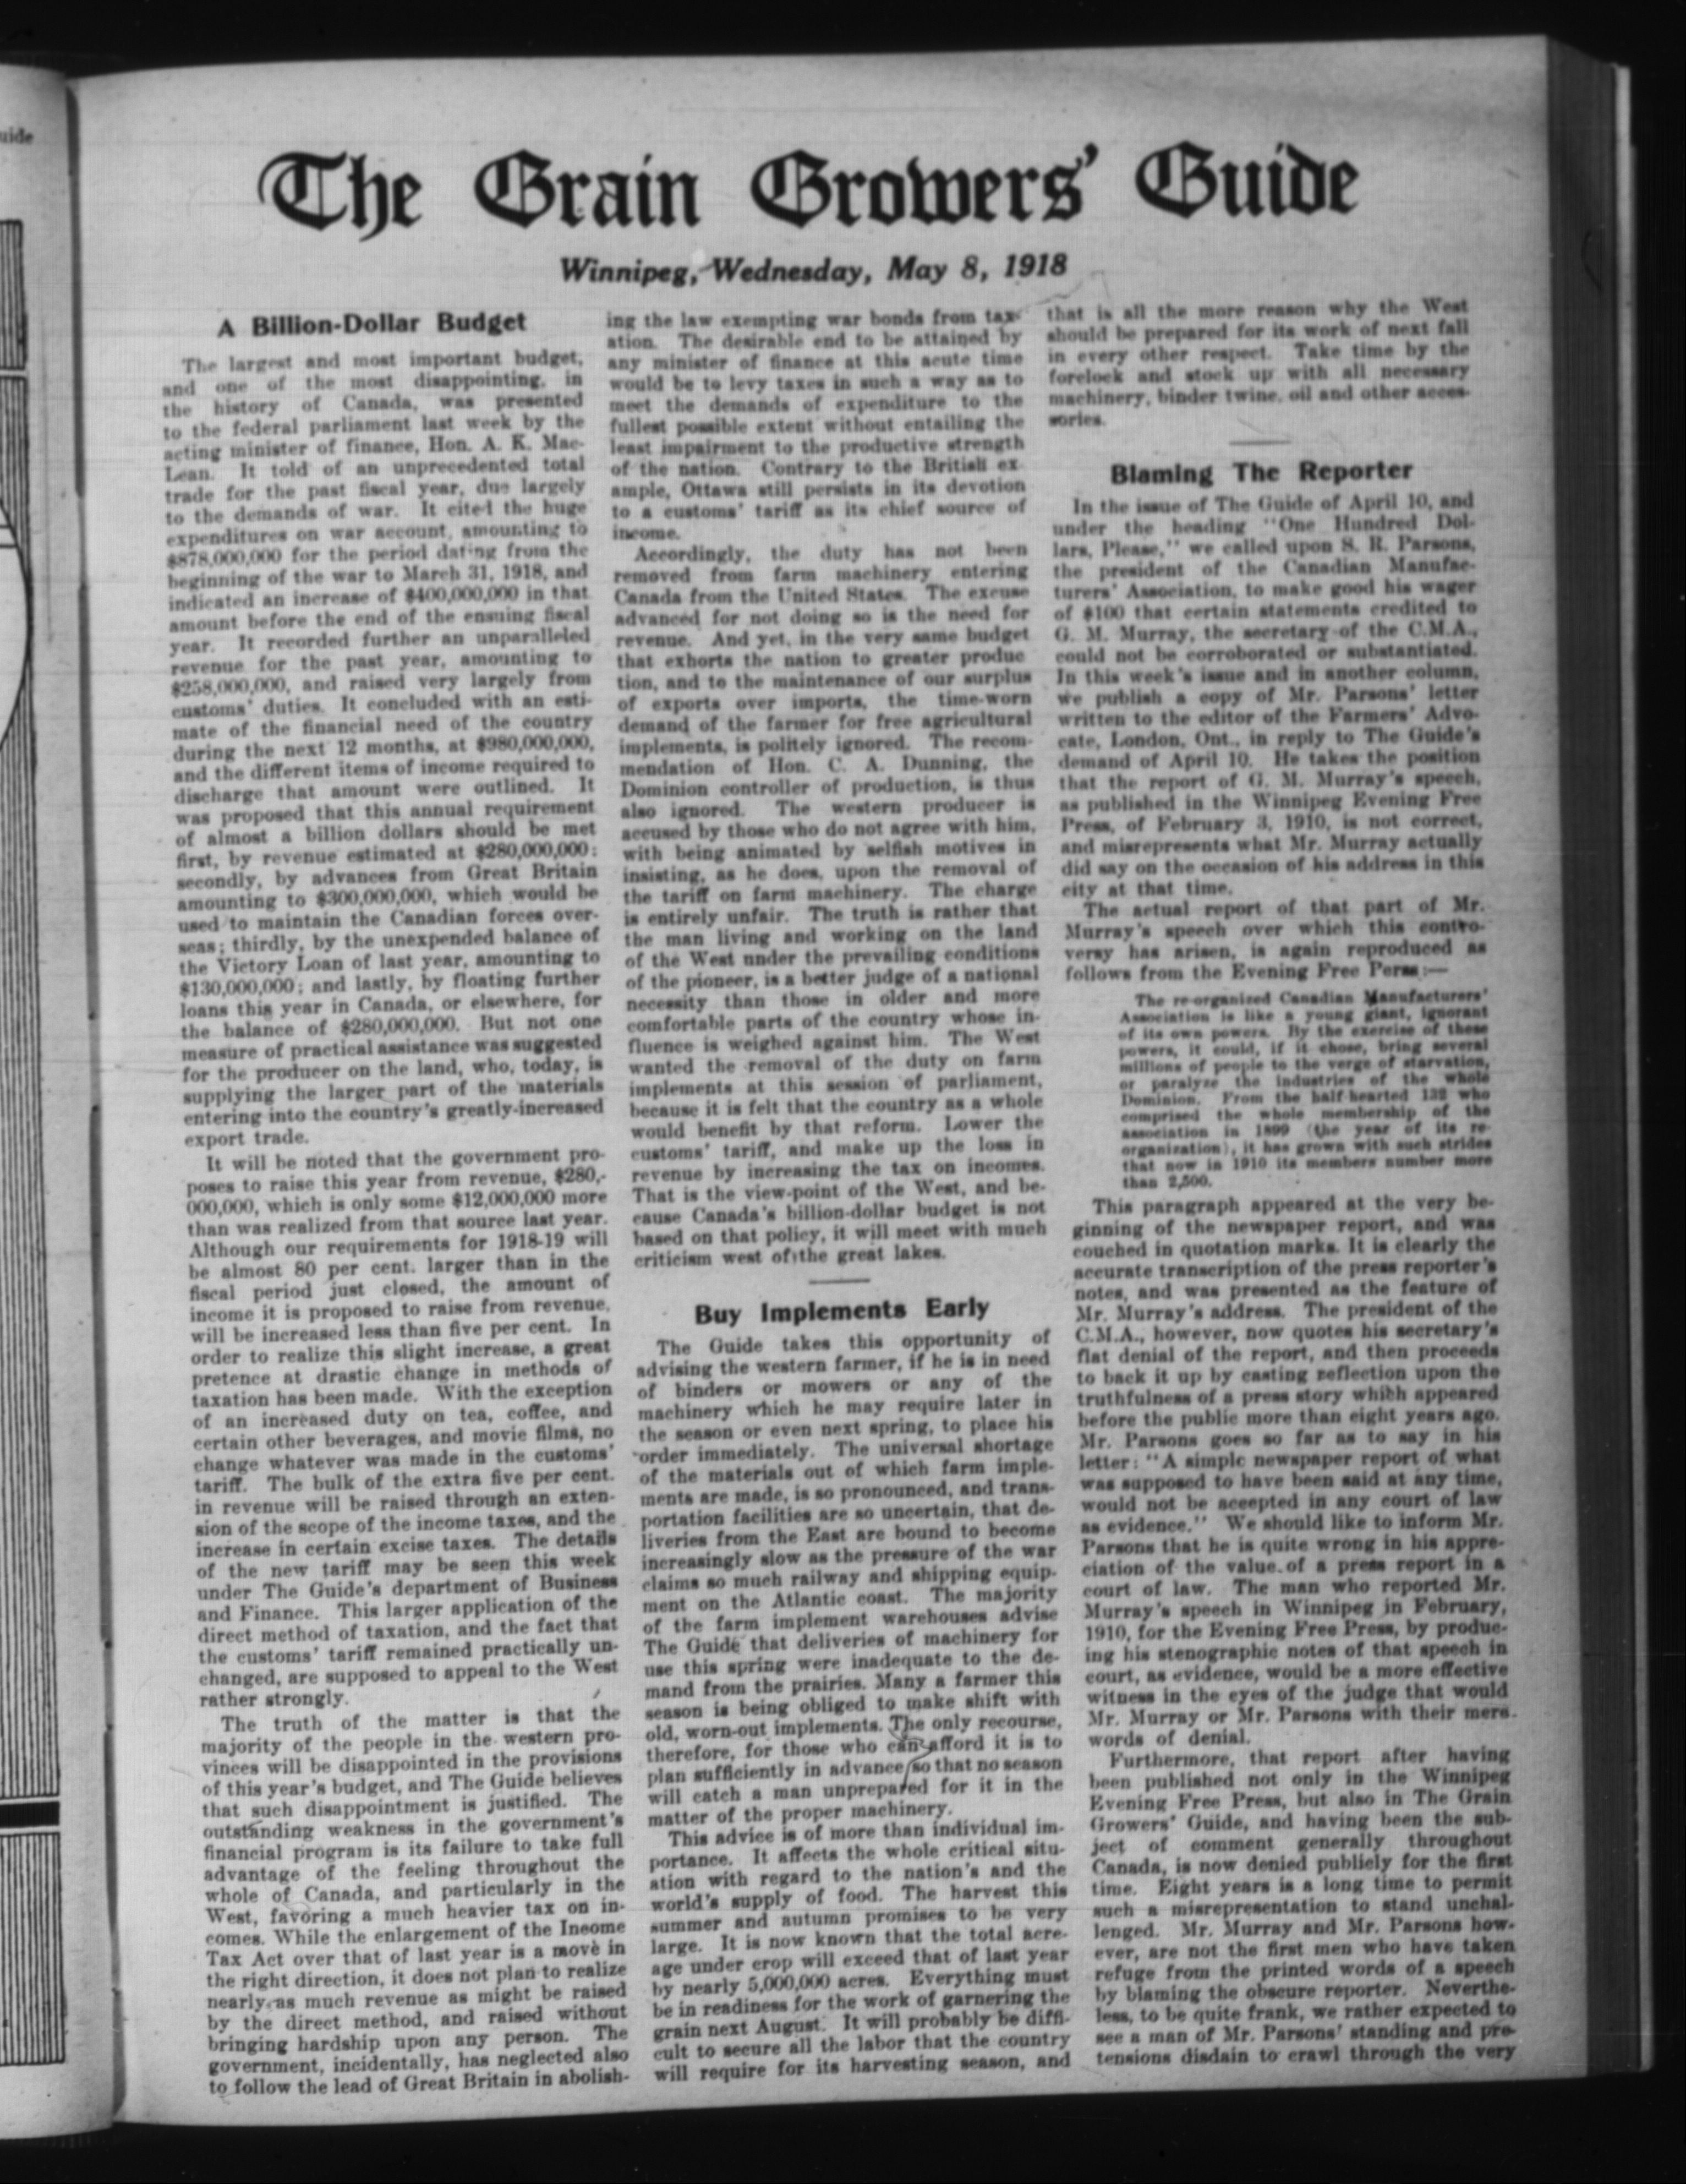 uide
The Grain Growers' Guide
Winnipeg, Wednesday, May 8, 1918
A Billion-Dollar Budget
The largest and most important budget,
and one of the most disappointing, in
the history of Canada, was presented
to the federal parliament last week by the
acting minister of finance, Hon. A. K. Mac-
Lean. It told of an unprecedented total
trade for the past fiscal year, due largely
to the demands of war. It cited the huge
expenditures on war account, amounting to
$878,000,000 for the period dating from the
beginning of the war to March 31, 1918, and
indicated an increase of $400,000,000 in that
amount before the end of the ensuing fiscal
year. It recorded further an unparalleled
revenue for the past year, amounting to
$258,000,000, and raised very largely from
customs' duties. It concluded with an esti-
mate of the financial need of the country
during the next 12 months, at $980,000,000,
and the different items of income required to
discharge that amount were outlined. It
was proposed that this annual requirement
of almost a billion dollars should be met
first, by revenue estimated at $280,000,000;
secondly, by advances from Great Britain
amounting to $300,000,000, which would be
used to maintain the Canadian forces over-
seas; thirdly, by the unexpended balance of
the Victory Loan of last year, amounting to
$130,000,000; and lastly, by floating further
loans this year in Canada, or elsewhere, for
the balance of $280,000,000. But not one
measure of practical assistance was suggested
for the producer on the land, who, today, is
supplying the larger part of the materials
entering into the country's greatly-increased
export trade.
It will be noted that the government pro-
poses to raise this year from revenue, $280,-
000,000, which is only some $12,000,000 more
than was realized from that source last year.
Although our requirements for 1918-19 will
be almost 80 per cent. larger than in the
fiscal period just closed, the amount of
income it is proposed to raise from revenue,
will be increased less than five per cent. In
order to realize this slight increase, a great
pretence at drastic change in methods of
taxation has been made. With the exception
of an increased duty on tea, coffee, and
certain other beverages, and movie films, no
change whatever was made in the customs'
tariff. The bulk of the extra five per cent.
in revenue will be raised through an exten-
sion of the scope of the income taxes, and the
increase in certain excise taxes. The details
of the new tariff may be seen this week
under The Guide's department of Business
and Finance. This larger application of the
direct method of taxation, and the fact that
the customs' tariff remained practically un-
changed, are supposed to appeal to the West
rather strongly.
The truth of the matter is that the
majority of the people in the western pro-
vinces will be disappointed in the provisions
of this year's budget, and The Guide believes
that such disappointment is justified. The
outstanding weakness in the government's
financial program is its failure to take full
advantage of the feeling throughout the
whole of Canada, and particularly in the
West, favoring a much heavier tax on in-
comes. While the enlargement of the Income
Tax Act over that of last year is a move in
the right direction, it does not plan to realize
nearly as much revenue as might be raised
by the direct method, and raised without
bringing hardship upon any person. The
government, incidentally, has neglected also
to follow the lead of Great Britain in abolish-
ing the law exempting war bonds from tax-
ation. The desirable end to be attained by
any minister of finance at this acute time
would be to levy taxes in such a way as to
meet the demands of expenditure to the
fullest possible extent without entailing the
least impairment to the productive strength
of the nation. Contrary to the British ex-
ample, Ottawa still persists in its devotion
to a customs' tariff as its chief source of
income.
Accordingly, the duty has not been
removed from farm machinery entering
Canada from the United States. The excuse
advanced for not doing so is the need for
revenue. And yet, in the very same budget
that exhorts the nation to greater produc
tion, and to the maintenance of our surplus
of exports over imports, the time-worn
demand of the farmer for free agricultural
implements, is politely ignored. The recom-
mendation of Hon. C. A. Dunning, the
Dominion controller of production, is thus
also ignored. The western producer is
accused by those who do not agree with him,
with being animated by selfish motives in
insisting, as he does, upon the removal of
the tariff on farm machinery. The charge
is entirely unfair. The truth is rather that
the man living and working on the land
of the West under the prevailing conditions
of the pioneer, is a better judge of a national
necessity than those in older and more
comfortable parts of the country whose in-
fluence is weighed against him. The West
wanted the removal of the duty on farm
implements at this session of parliament,
because it is felt that the country as a whole
would benefit by that reform. Lower the
customs' tariff, and make up the loss in
revenue by increasing the tax on incomes.
That is the view-point of the West, and be-
cause Canada's billion-dollar budget is not
based on that policy, it will meet with much
criticism west of the great lakes.
Buy Implements Early
The Guide takes this opportunity of
advising the western farmer, if he is in need
of binders or mowers or any of the
machinery which he may require later in
the season or even next spring, to place his
order immediately. The universal shortage
of the materials out of which farm imple-
ments are made, is so pronounced, and trans-
portation facilities are so uncertain, that de-
liveries from the East are bound to become
increasingly slow as the pressure of the war
claims so much railway and shipping equip-
ment on the Atlantic coast. The majority
of the farm implement warehouses advise
The Guide that deliveries of machinery for
use this spring were inadequate to the de-
mand from the prairies. Many a farmer this
season is being obliged to make shift with
old, worn-out implements. The only recourse,
therefore, for those who can afford it is to
plan sufficiently in advance so that no season
will catch a man unprepared for it in the
matter of the proper machinery.
This advice is of more than individual im-
portance. It affects the whole critical situ-
ation with regard to the nation's and the
world's supply of food. The harvest this
summer and autumn promises to be very
large. It is now known that the total acre-
age under crop will exceed that of last year
by nearly 5,000,000 acres. Everything must
be in readiness for the work of garnering the
grain next August. It will probably be diffi-
cult to secure all the labor that the country
will require for its harvesting season, and
that is all the more reason why the West
should be prepared for its work of next fall
in every other respect. Take time by the
forelock and stock up with all necessary
machinery, binder twine, oil and other acces-
sories.
Blaming The Reporter
In the issue of The Guide of April 10, and
under the heading "One Hundred Dol-
lars, Please," we called upon S. R. Parsons,
the president of the Canadian Manufac-
turers' Association, to make good his wager
of $100 that certain statements credited to
G. M. Murray, the secretary of the C.M.A.,
could not be corroborated or substantiated.
In this week's issue and in another column,
we publish a copy of Mr. Parsons' letter
written to the editor of the Farmers' Advo-
cate, London, Ont., in reply to The Guide's
demand of April 10. He takes the position
that the report of G. M. Murray's speech,
as published in the Winnipeg Evening Free
Press, of February 3, 1910, is not correct,
and misrepresents what Mr. Murray actually
did say on the occasion of his address in this
city at that time.
The actual report of that part of Mr.
Murray's speech over which this contro-
versy has arisen, is again reproduced as
follows from the Evening Free Perss:—
The re-organized Canadian Manufacturers'
Association is like a young giant, ignorant
of its own powers. By the exercise of these
powers, it could, if it chose, bring several
millions of people to the verge of starvation,
or paralyze the industries of the whole
Dominion. From the half-hearted 132 who
comprised the whole membership of the
association in 1899 (the year of its re-
organization), it has grown with such strides
that now in 1910 its members number more
than 2,500.
This paragraph appeared at the very be-
ginning of the newspaper report, and was
couched in quotation marks. It is clearly the
accurate transcription of the press reporter's
notes, and was presented as the feature of
Mr. Murray's address. The president of the
C.M.A., however, now quotes his secretary's
flat denial of the report, and then proceeds
to back it up by casting reflection upon the
truthfulness of a press story which appeared
before the public more than eight years ago.
Mr. Parsons goes so far as to say in his
letter: "A simple newspaper report of what
was supposed to have been said at any time,
would not be accepted in any court of law
as evidence." We should like to inform Mr.
Parsons that he is quite wrong in his appre-
ciation of the value of a press report in a
court of law. The man who reported Mr.
Murray's speech in Winnipeg in February,
1910, for the Evening Free Press, by produc-
ing his stenographic notes of that speech in
court, as evidence, would be a more effective
witness in the eyes of the judge that would
Mr. Murray or Mr. Parsons with their mere
words of denial.
Furthermore, that report after having
been published not only in the Winnipeg
Evening Free Press, but also in The Grain
Growers' Guide, and having been the sub-
ject of comment generally throughout
Canada, is now denied publicly for the first
time. Eight years is a long time to permit
such a misrepresentation to stand unchal-
lenged. Mr. Murray and Mr. Parsons how-
ever, are not the first men who have taken
refuge from the printed words of a speech
by blaming the obscure reporter. Neverthe-
less, to be quite frank, we rather expected to
see a man of Mr. Parsons' standing and pre-
tensions disdain to crawl through the very